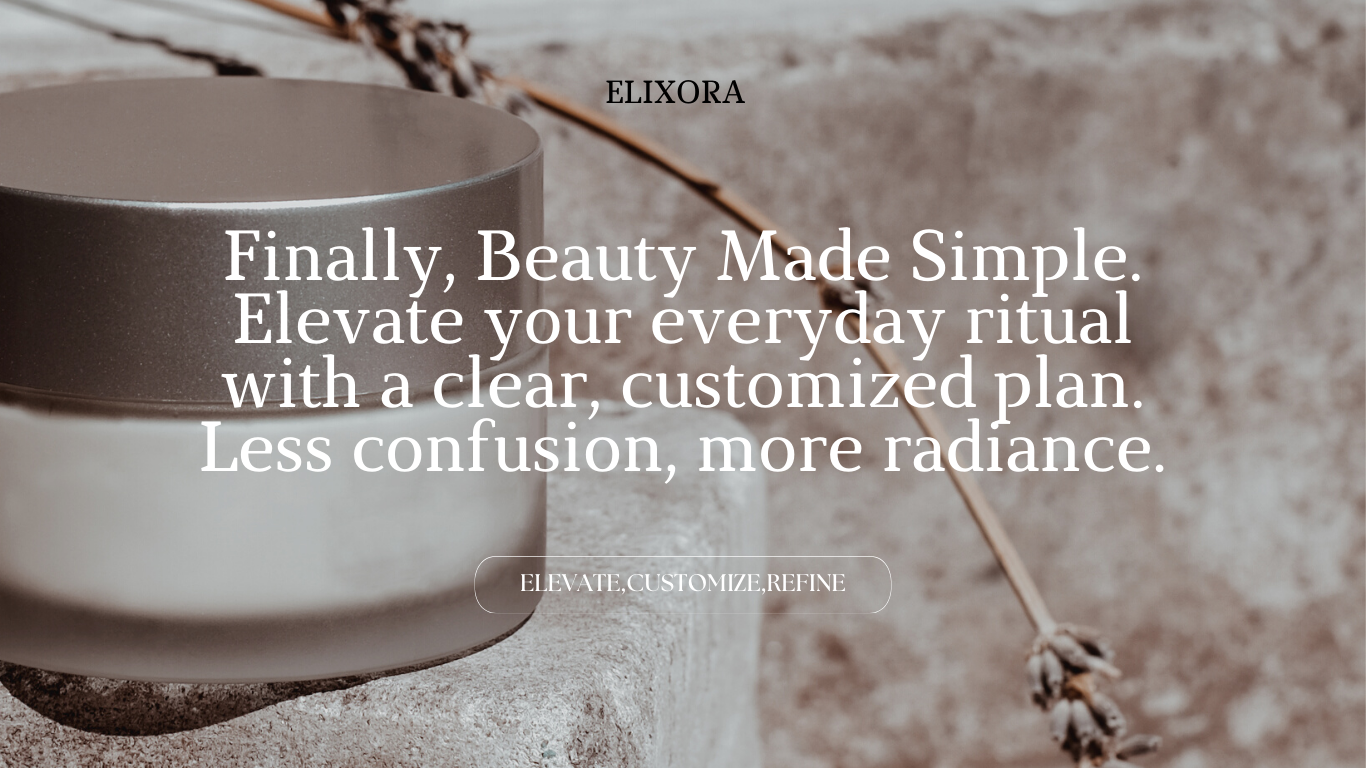 ELIXORA
Finally, Beauty Made Simple.
Elevate your everyday ritual
with a clear, customized plan.
Less confusion, more radiance.
ELEVATE,CUSTOMIZE,REFINE